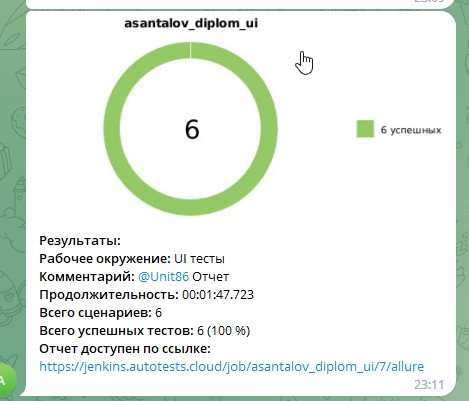 asantalov_diplom_ui
6
6 успешных
Результаты:
Рабочее окружение: UI тесты
Комментарий: @Unit86 Отчет
Продолжительность: 00:01:47.723
Всего сценариев: 6
Всего успешных тестов: 6 (100 %)
Отчет доступен по ссылке:
https://jenkins.autotests.cloud/job/asantalov_diplom_ui/7/allure
A
23:11